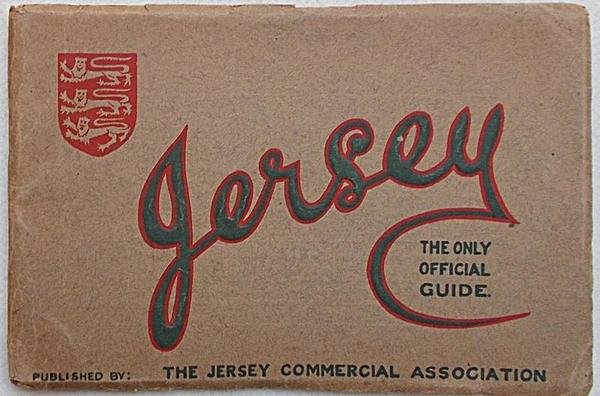 Jersey
THE ONLY
OFFICIAL
GUIDE.
PUBLISHED BY: THE JERSEY COMMERCIAL ASSOCIATION